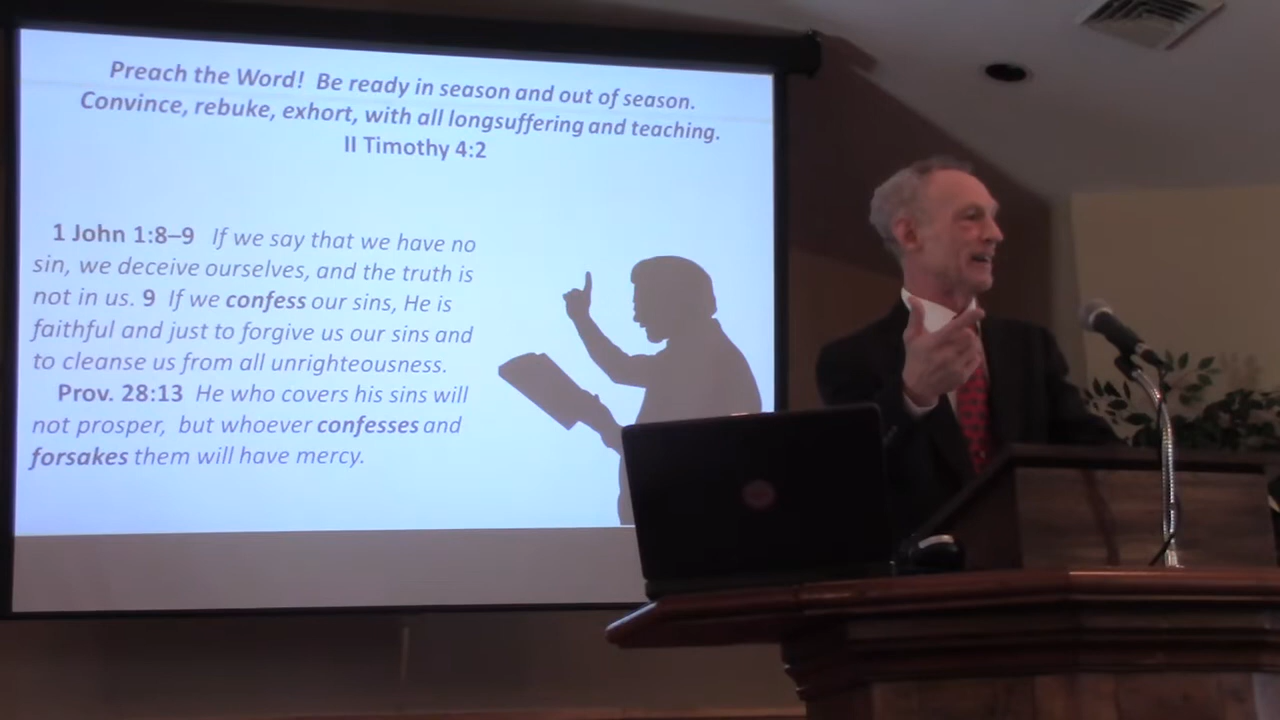 Preach the Word! Be ready in season and out of season.
Convince, rebuke, exhort, with all longsuffering and teaching.
II Timothy 4:2
1 John 1:8–9 If we say that we have no
sin, we deceive ourselves, and the truth is
not in us. 9 If we confess our sins, He is
faithful and just to forgive us our sins and
to cleanse us from all unrighteousness.
Prov. 28:13 He who covers his sins will
not prosper, but whoever confesses and
forsakes them will have mercy.